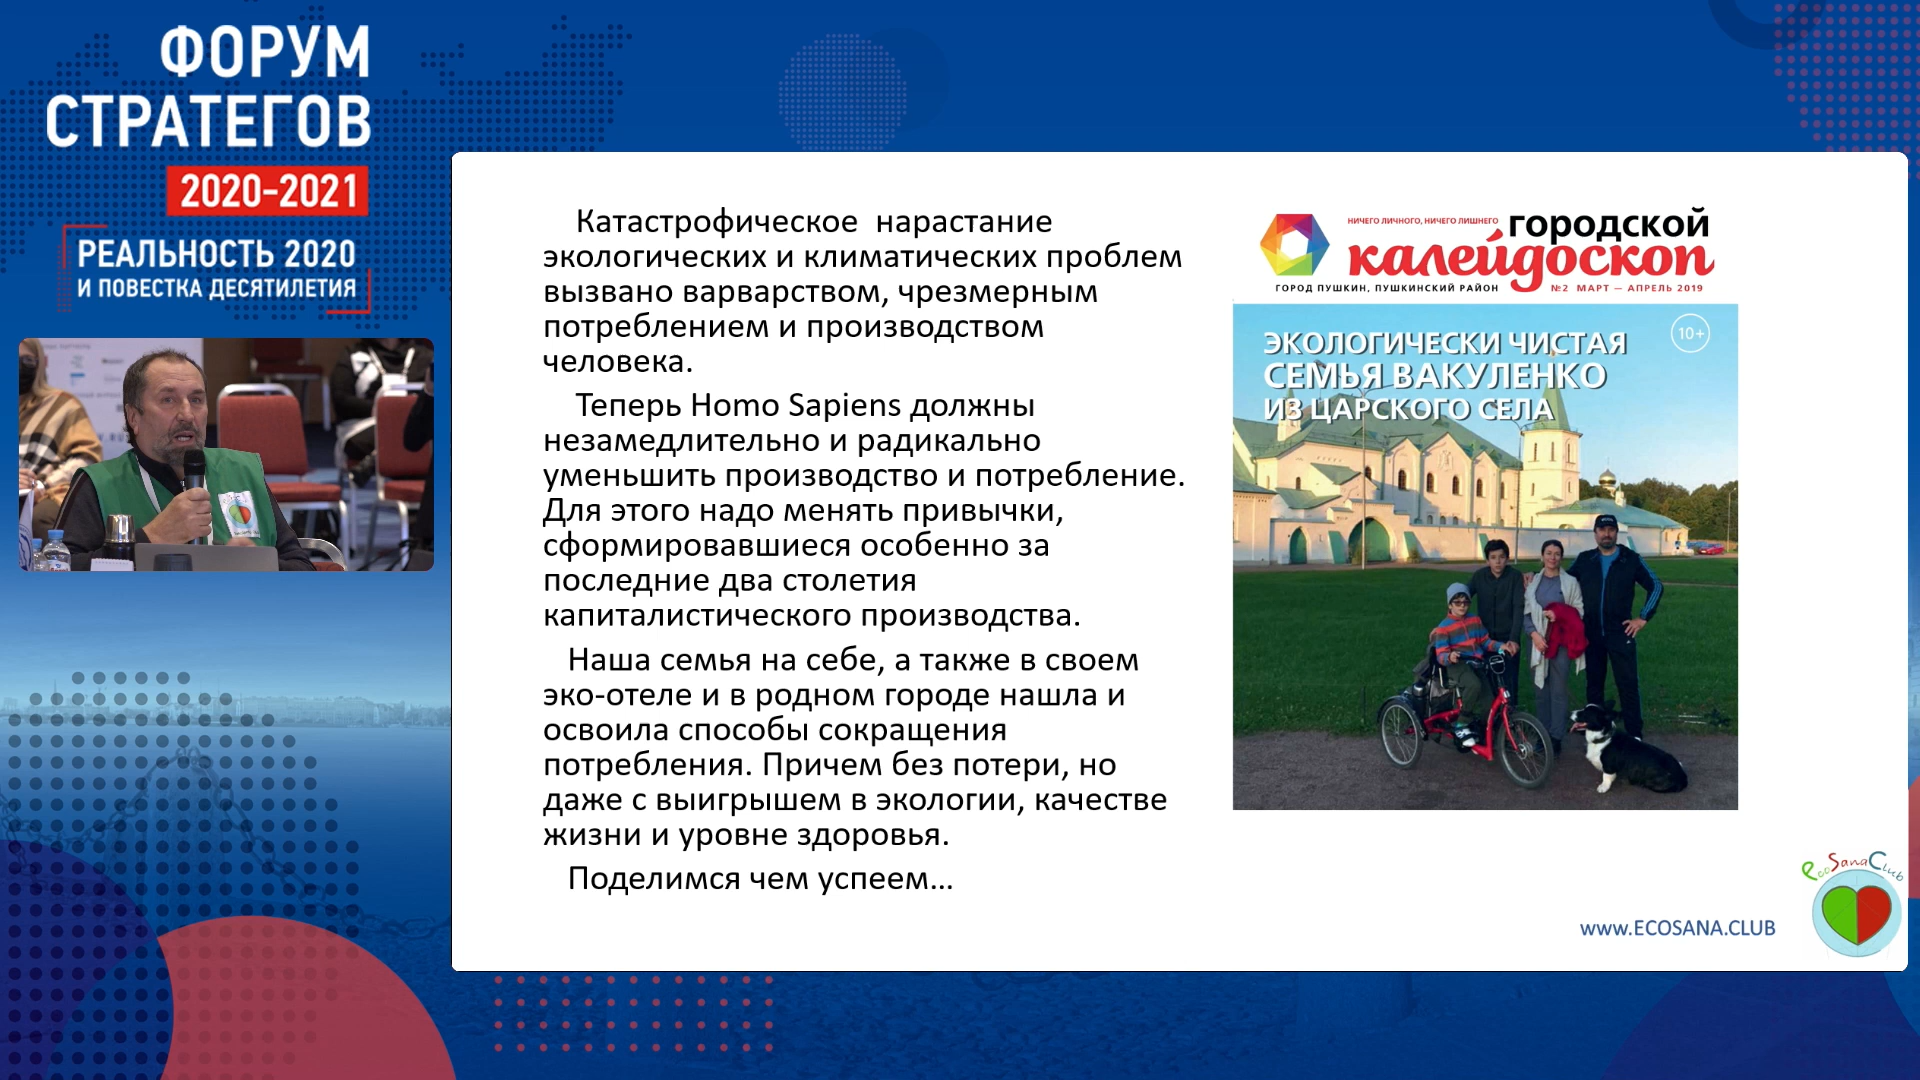 ФОРУМ
СТРАТЕГОВ
2020-2021
РЕАЛЬНОСТЬ 2020
И ПОВЕСТКА ДЕСЯТИЛЕТИЯ
Катастрофическое нарастание
экологических и климатических проблем
вызвано варварством, чрезмерным
потреблением и производством
человека.
Теперь Homo Sapiens должны
незамедлительно и радикально
уменьшить производство и потребление.
Для этого надо менять привычки,
сформировавшиеся особенно за
последние два столетия
капиталистического производства.
Наша семья на себе, а также в своем
эко-отеле и в родном городе нашла и
освоила способы сокращения
потребления. Причем без потери, но
даже с выигрышем в экологии, качестве
жизни и уровне здоровья.
Поделимся чем успеем...
НИЧЕГО ЛИЧНОГО, НИЧЕГО ЛИШНЕГО
городской
калейдоскоп
ГОРОД ПУШКИН, ПУШКИНСКИЙ РАЙОН
№2 МАРТ — АПРЕЛЬ 2019
10+
ЭКОЛОГИЧЕСКИ ЧИСТАЯ
СЕМЬЯ ВАКУЛЕНКО
ИЗ ЦАРСКОГО СЕЛА
EcoSanaClub
www.ECOSANA.CLUB